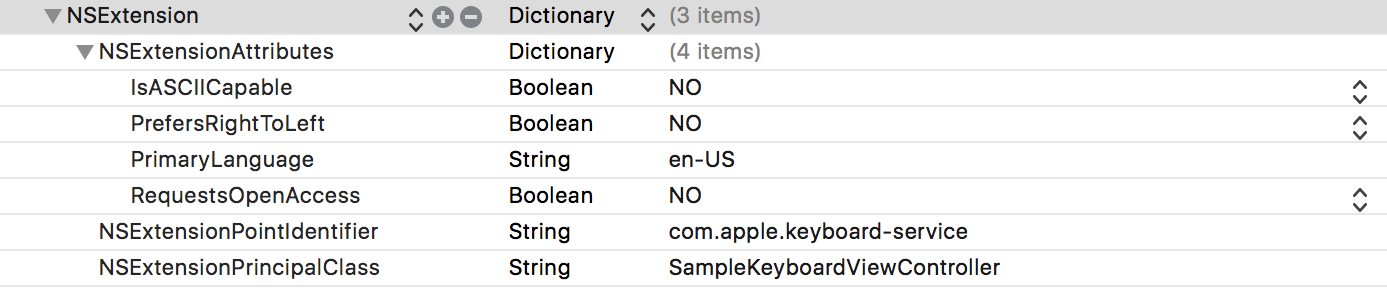 NSExtension Dictionary (3 items)
NSExtensionAttributes Dictionary (4 items)
IsASCIICapable Boolean NO
PrefersRightToLeft Boolean NO
PrimaryLanguage String en-US
RequestsOpenAccess Boolean NO
NSExtensionPointIdentifier String com.apple.keyboard-service
NSExtensionPrincipalClass String SampleKeyboardViewController